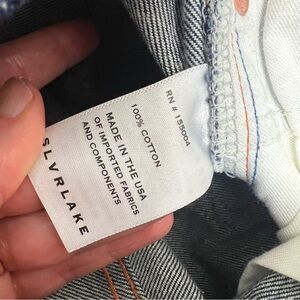 RN # 155004
100% COTTON
MADE IN THE USA
OF IMPORTED FABRICS
AND COMPONENTS
SLVRLAKE